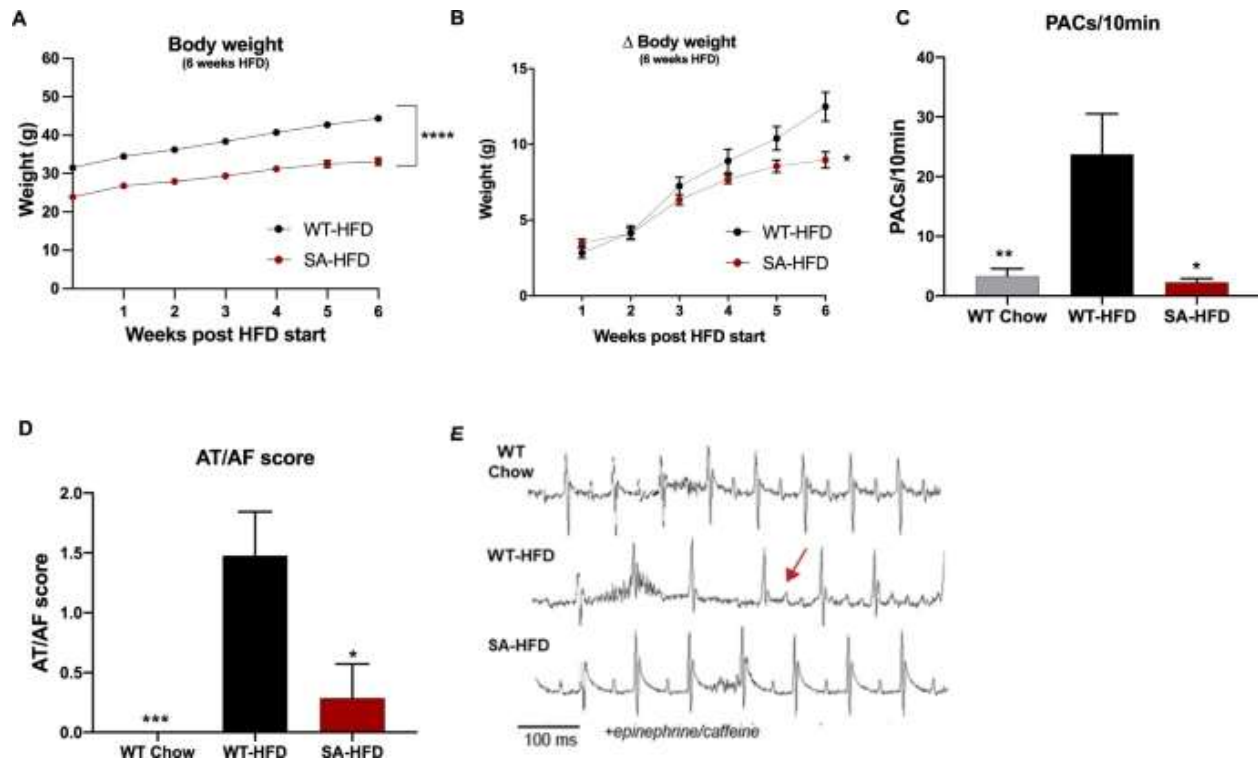 A
Body weight
(6 weeks HFD)
Weight (g)
60
50
40
30
20
10
0
****
WT-HFD
SA-HFD
1 2 3 4 5 6
Weeks post HFD start
B
Δ Body weight
(6 weeks HFD)
Weight (g)
15
10
5
0
*
WT-HFD
SA-HFD
1 2 3 4 5 6
Weeks post HFD start
C
PACs/10min
PACs/10min
40
30
20
10
0
** *
WT Chow WT-HFD SA-HFD
D
AT/AF score
AT/AF score
2.0
1.5
1.0
0.5
0.0
*** *
WT Chow WT-HFD SA-HFD
E
WT
Chow
WT-HFD
SA-HFD
100 ms
+epinephrine/caffeine